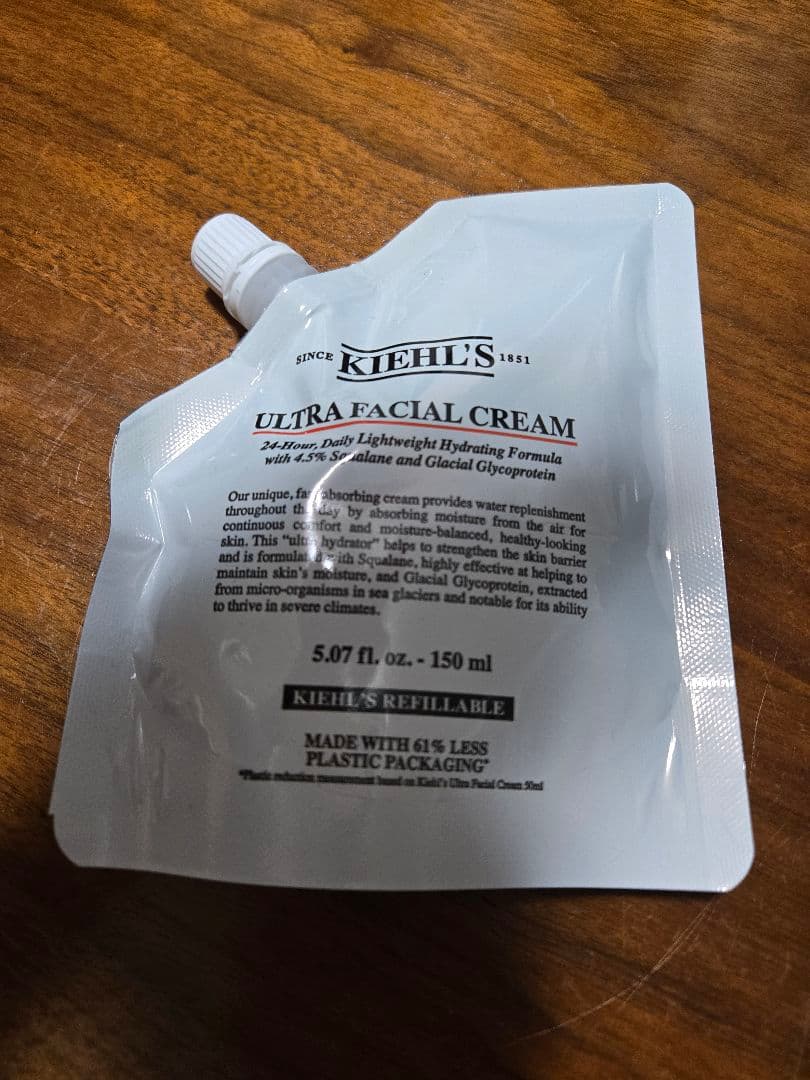 SINCE KIEHL'S 1851
ULTRA FACIAL CREAM
24-Hour, Daily Lightweight Hydrating Formula
with 4.5% Squalane and Glacial Glycoprotein
Our unique, fast absorbing cream provides water replenishment
throughout the day by absorbing moisture from the air for
continuous comfort and moisture-balanced, healthy-looking
skin. This "ultra hydrator" helps to strengthen the skin barrier
and is formulated with Squalane, highly effective at helping to
maintain skin's moisture, and Glacial Glycoprotein, extracted
from micro-organisms in sea glaciers and notable for its ability
to thrive in severe climates.
5.07 fl. oz. - 150 ml
KIEHL'S REFILLABLE
MADE WITH 61% LESS
PLASTIC PACKAGING*
*Plastic reduction measurement based on Kiehl's Ultra Facial Cream 50ml